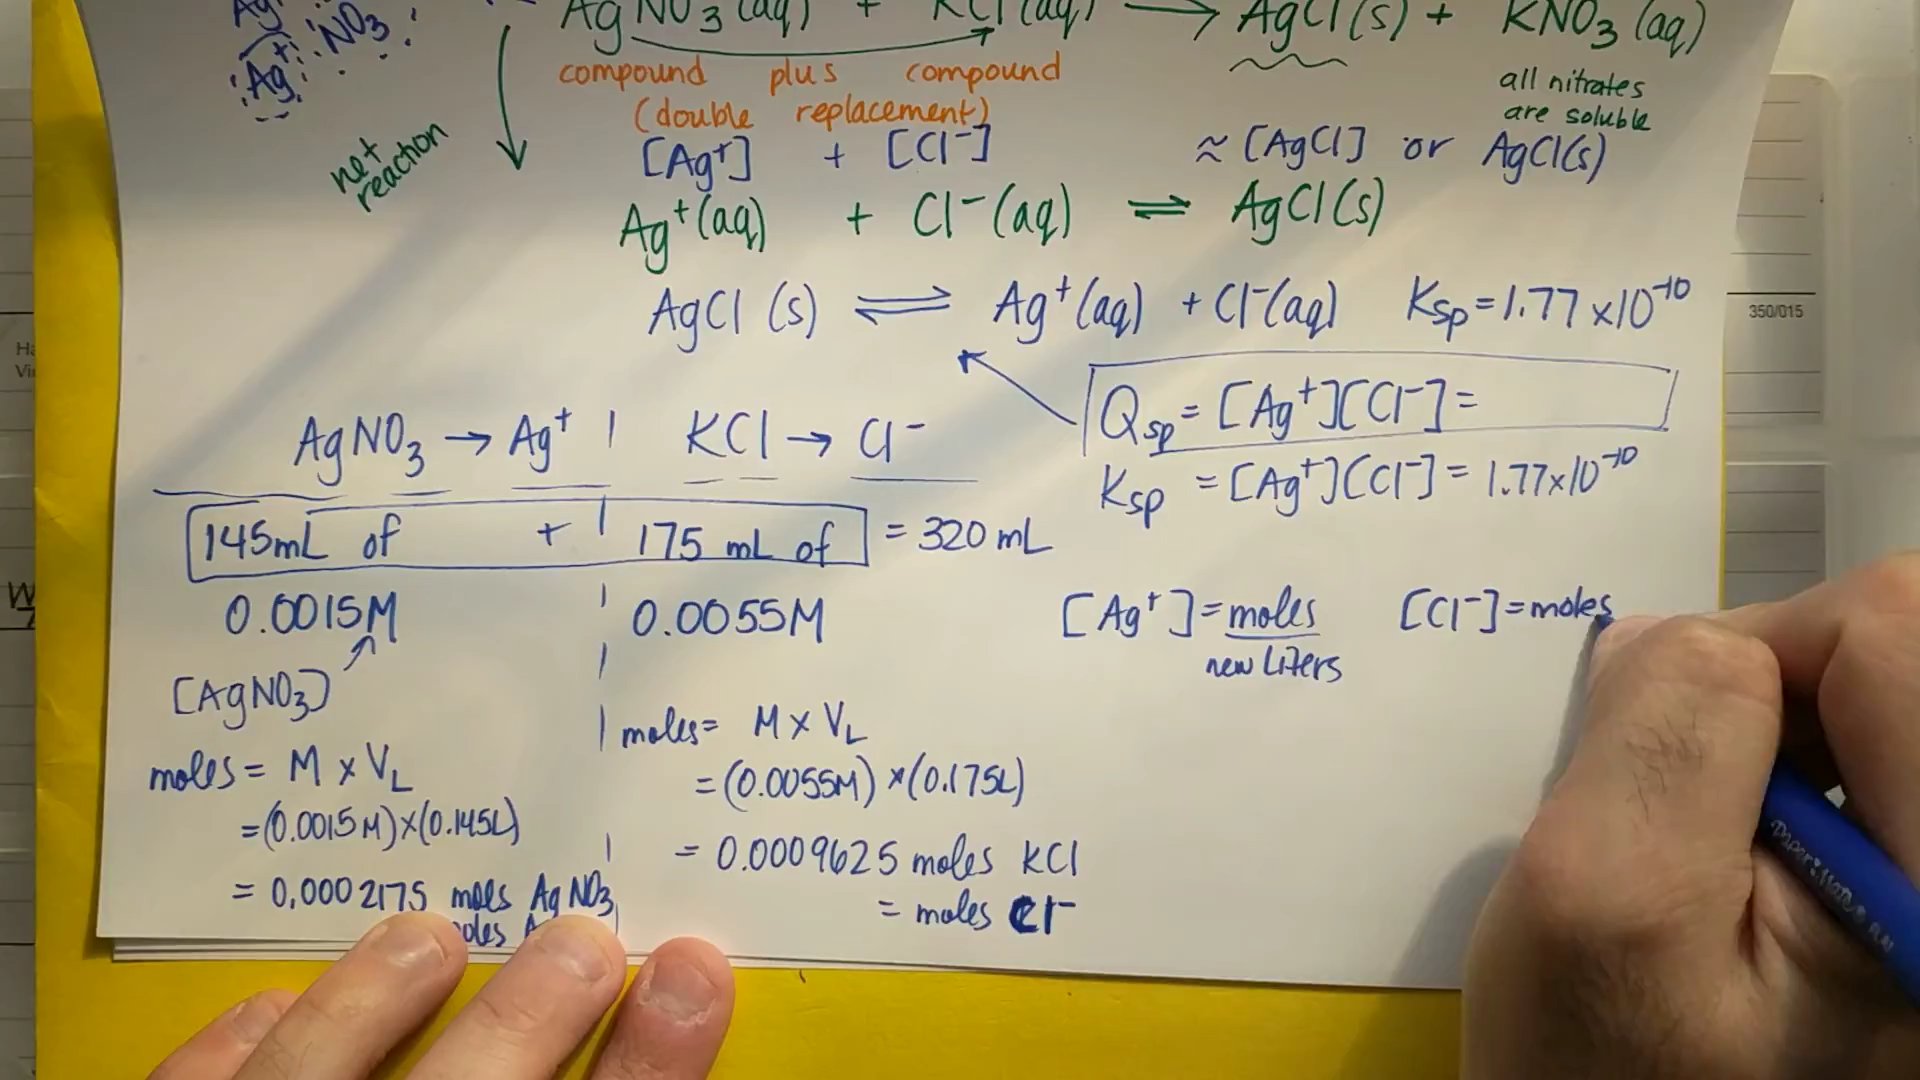 Ag
AgNO3 (aq) + KCl (aq) → AgCl (s) + KNO3 (aq)
NO3
Ag+
compound plus compound
(double replacement)
all nitrates
are soluble
net
reaction
[Ag+] + [Cl-] ≈ [AgCl] or AgCl(s)
Ag+(aq) + Cl-(aq) ⇌ AgCl(s)
AgCl (s) ⇌ Ag+(aq) + Cl-(aq) Ksp = 1.77 x10-10
350/015
Qsp = [Ag+][Cl-] =
AgNO3 → Ag+ | KCl → Cl-
Ksp = [Ag+][Cl-] = 1.77x10-10
145mL of + 175 mL of = 320 mL
0.0015M 0.0055M
[Ag+] = moles
new Liters
[Cl-] = moles
[AgNO3]
moles = M x VL
= (0.0015M)x(0.145L)
= 0.0002175 moles AgNO3
moles
moles = M x VL
= (0.0055M) x(0.175L)
= 0.0009625 moles KCl
= moles Cl-